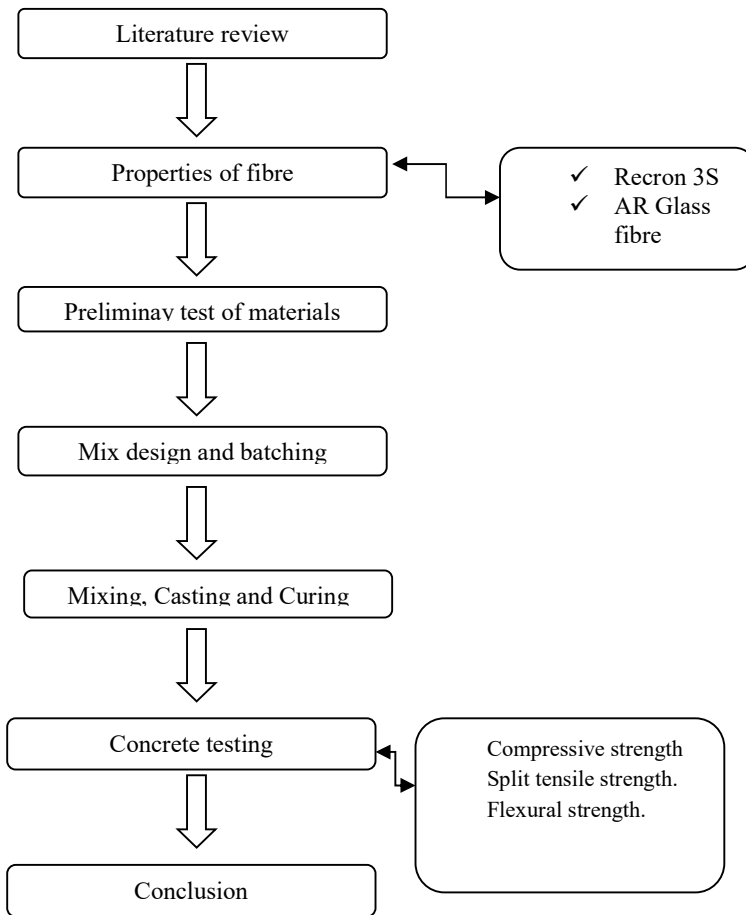 Literature review
Properties of fibre
✓ Recron 3S
✓ AR Glass
fibre
Preliminay test of materials
Mix design and batching
Mixing, Casting and Curing
Concrete testing
Compressive strength
Split tensile strength.
Flexural strength.
Conclusion